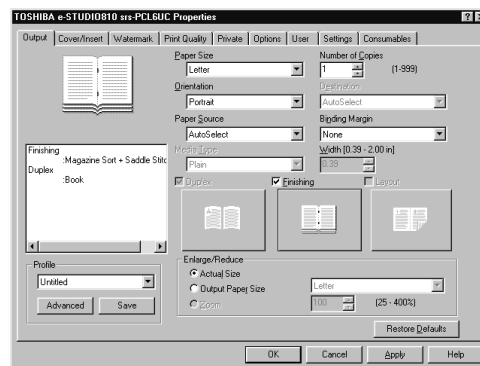 TOSHIBA e-STUDIO810 srs-PCL6UC Properties
Output Cover/Insert Watermark Print Quality Private Options User Settings Consumables
Paper Size
Letter
Number of Copies
1 (1-999)
Orientation
Portrait
Destination
AutoSelect
Paper Source
AutoSelect
Binding Margin
None
Media Type
Plain
Width [0.39 - 2.00 in]
0.39
Finishing
:Magazine Sort + Saddle Stitc
Duplex
:Book
Duplex Finishing Layout
Profile
Untitled
Advanced Save
Enlarge/Reduce
Actual Size
Output Paper Size Letter
Zoom 100 (25 - 400%)
Restore Defaults
OK Cancel Apply Help